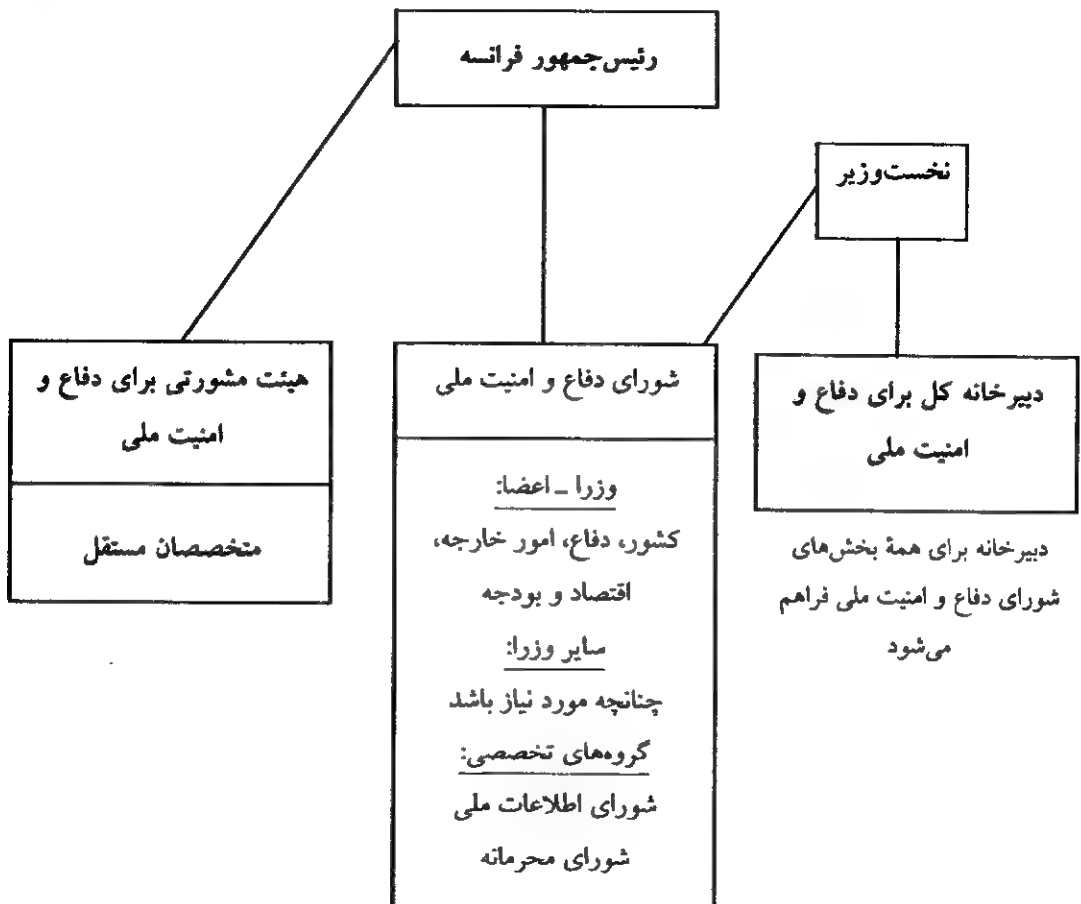 رئیس‌جمهور فرانسه
نخست‌وزیر
هیئت مشورتی برای دفاع و
امنیت ملی
متخصصان مستقل
شورای دفاع و امنیت ملی
وزرا – اعضا:
کشور، دفاع، امور خارجه،
اقتصاد و بودجه
سایر وزرا:
چنانچه مورد نیاز باشد
گروه‌های تخصصی:
شورای اطلاعات ملی
شورای محرمانه
دبیرخانه کل برای دفاع و
امنیت ملی
دبیرخانه برای همهٔ بخش‌های
شورای دفاع و امنیت ملی فراهم
می‌شود